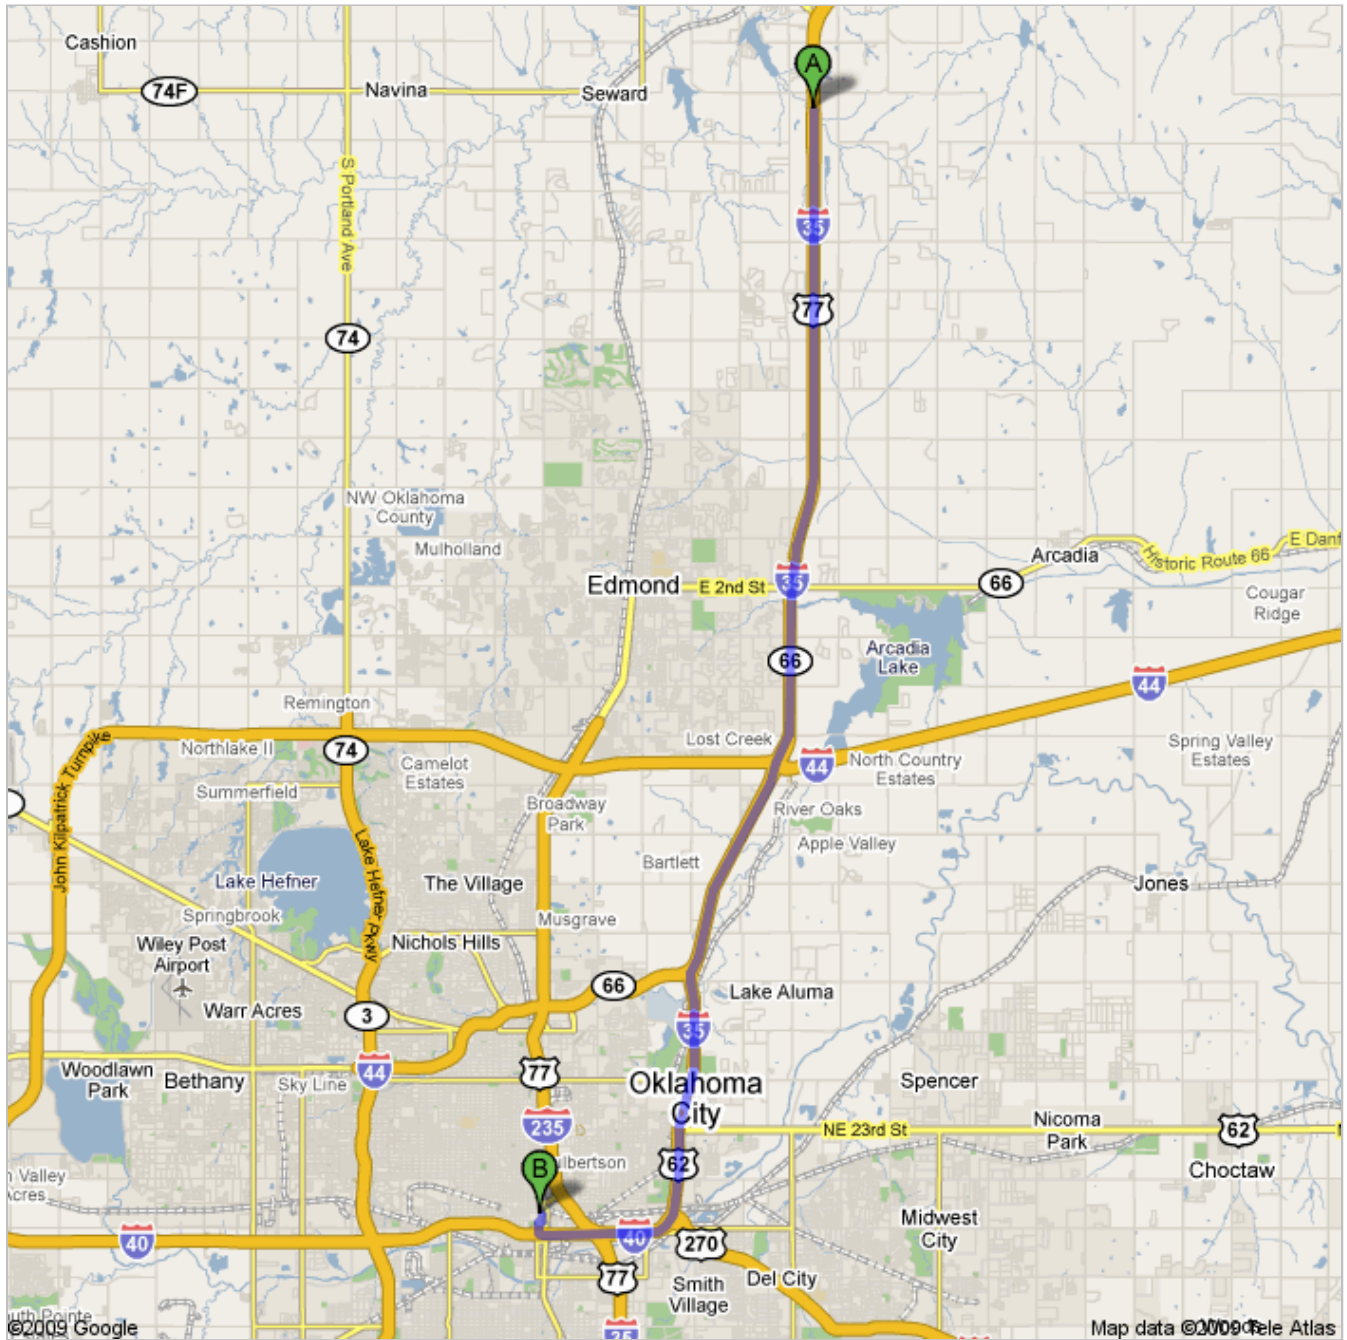 Cashion
74F
Navina
Seward
A
S Portland Ave
35
77
74
NW Oklahoma
County
Mulholland
Edmond
E 2nd St
35
66
Arcadia
Historic Route 66
Cougar
Ridge
66
Arcadia
Lake
44
Remington
Northlake II
74
Camelot
Estates
Lost Creek
44
North Country
Estates
Spring Valley
Estates
John Kilpatrick Turnpike
Summerfield
Broadway
Park
River Oaks
Apple Valley
Lake Hefner Pkwy
Lake Hefner
The Village
Bartlett
Jones
Springbrook
Musgrave
Wiley Post
Airport
Nichols Hills
66
Lake Aluma
Warr Acres
3
35
Woodlawn
Park
Bethany
Sky Line
44
77
Oklahoma
City
Spencer
235
NE 23rd St
Nicoma
Park
62
Choctaw
B
62
Valley
Midwest
City
40
40
270
77
Smith
Village
Del City
35
©2009 Google
Map data ©2009 Tele Atlas